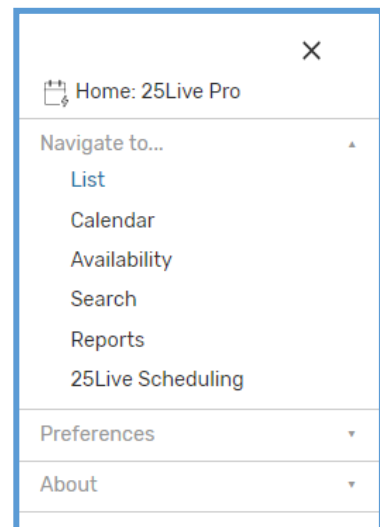 Home: 25Live Pro
Navigate to...
List
Calendar
Availability
Search
Reports
25Live Scheduling
Preferences
About